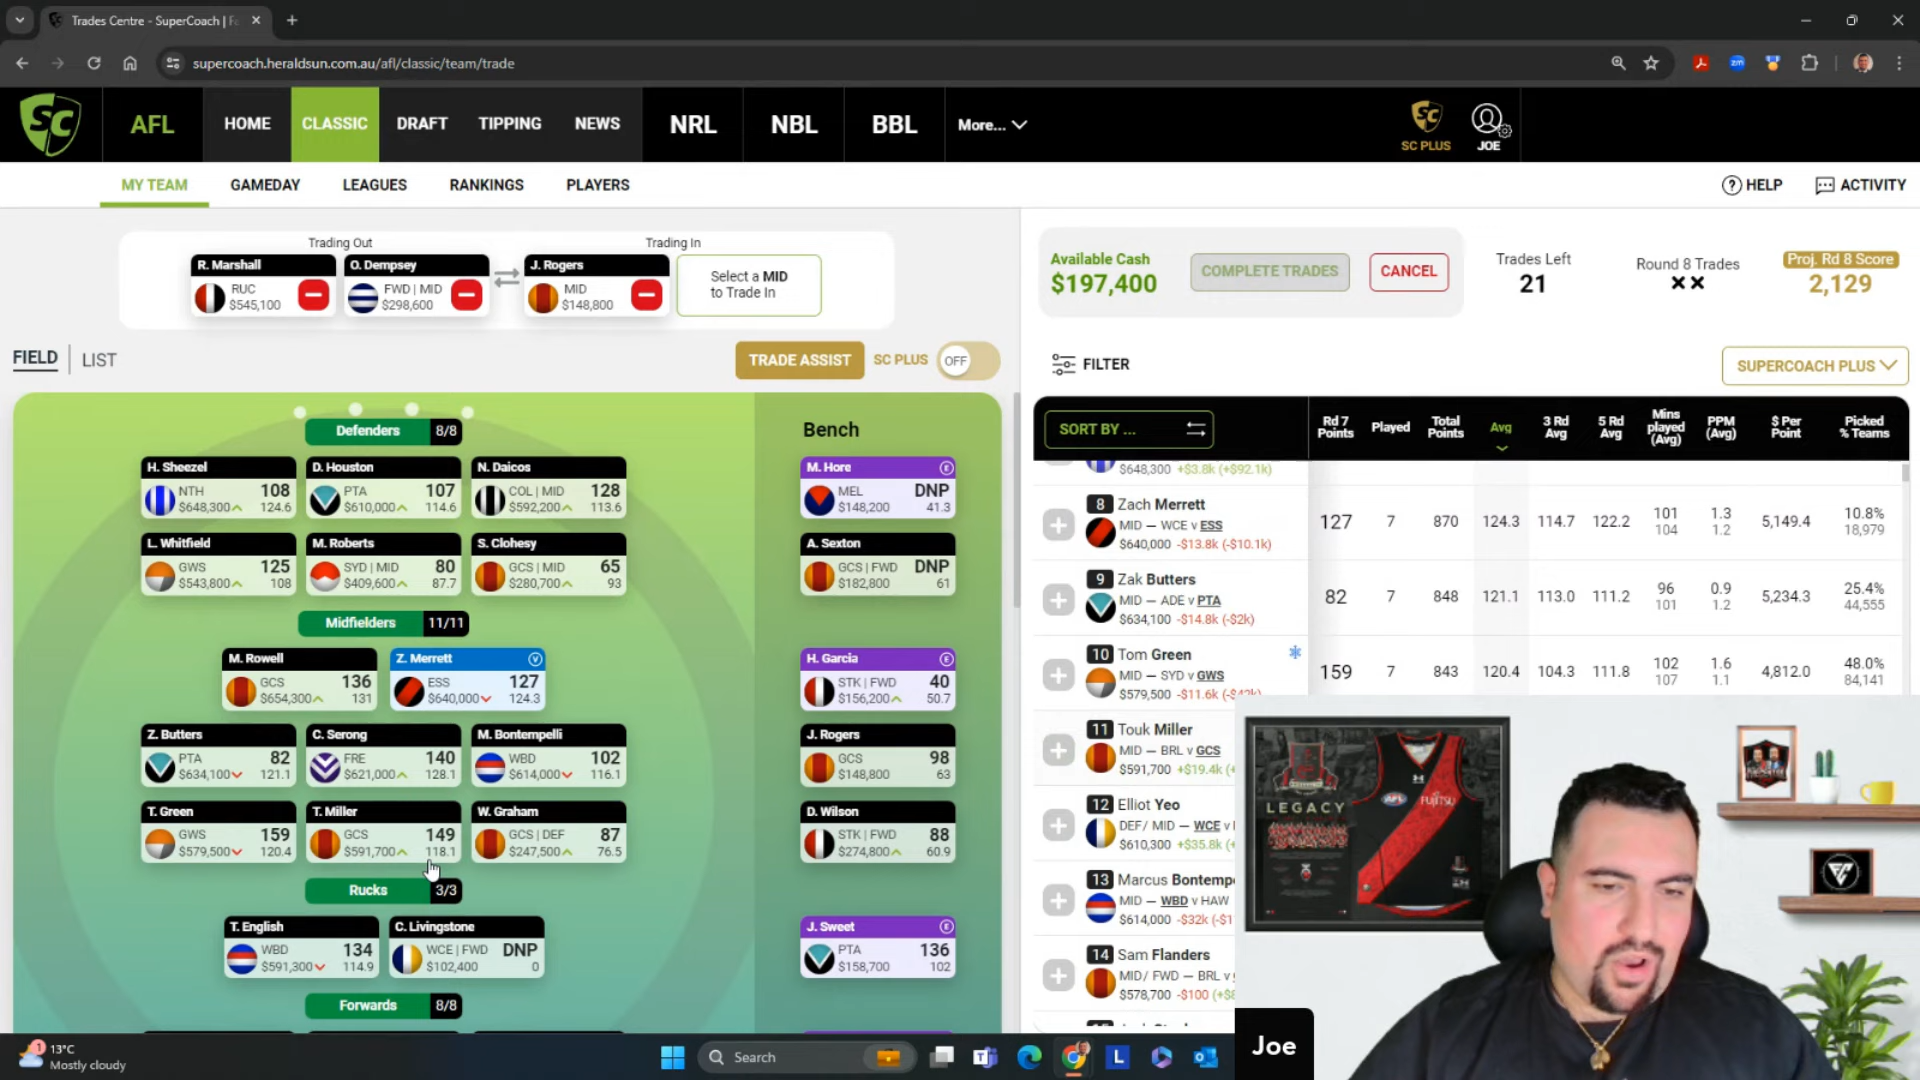 Trades Centre - SuperCoach | F
supercoach.heraldsun.com.au/afl/classic/team/trade
AFL HOME CLASSIC DRAFT TIPPING NEWS NRL NBL BBL More...
SC PLUS JOE
MY TEAM GAMEDAY LEAGUES RANKINGS PLAYERS HELP ACTIVITY
Trading Out Trading In
R. Marshall O. Dempsey J. Rogers
RUC FWD | MID MID Select a MID
$545,100 $298,600 $148,800 to Trade In
Available Cash Trades Left Round 8 Trades Proj. Rd 8 Score
$197,400 COMPLETE TRADES CANCEL 21 2,129
FIELD LIST TRADE ASSIST SC PLUS OFF
FILTER SUPERCOACH PLUS
Defenders 8/8 Bench
H. Sheezel D. Houston N. Daicos M. Hore
NTH 108 PTA 107 COL | MID 128 MEL DNP
$648,300 124.6 $610,000 114.6 $592,200 113.6 $148,200 41.3
L. Whitfield M. Roberts S. Clohesy A. Sexton
GWS 125 SYD | MID 80 GCS | MID 65 GCS | FWD DNP
$543,800 108 $409,600 87.7 $280,700 93 $182,800 61
Midfielders 11/11
M. Rowell Z. Merrett H. Garcia
GCS 136 ESS 127 STK | FWD 40
$654,300 131 $640,000 124.3 $156,200 50.7
Z. Butters C. Serong M. Bontempelli J. Rogers
PTA 82 FRE 140 WBD 102 GCS 98
$634,100 121.1 $621,000 128.1 $614,000 116.1 $148,800 63
T. Green T. Miller W. Graham D. Wilson
GWS 159 GCS 149 GCS | DEF 87 STK | FWD 88
$579,500 120.4 $591,700 118.1 $247,500 76.5 $274,800 60.9
Rucks 3/3
T. English C. Livingstone J. Sweet
WBD 134 WCE | FWD DNP PTA 136
$591,300 114.9 $102,400 0 $158,700 102
Forwards 8/8
SORT BY ... Rd 7 Points Played Total Points Avg 3 Rd Avg 5 Rd Avg Mins played (Avg) PPM (Avg) $ Per Point Picked % Teams
$648,300 +$3.8k (+$92.1k)
8 Zach Merrett
MID — WCE v ESS 127 7 870 124.3 114.7 122.2 101 104 1.3 1.2 5,149.4 10.8% 18,979
$640,000 -$13.8k (-$10.1k)
9 Zak Butters
MID — ADE v PTA 82 7 848 121.1 113.0 111.2 96 101 0.9 1.2 5,234.3 25.4% 44,555
$634,100 -$14.8k (-$2k)
10 Tom Green
MID — SYD v GWS 159 7 843 120.4 104.3 111.8 102 107 1.6 1.1 4,812.0 48.0% 84,141
$579,500 -$11.6k
11 Touk Miller
MID — BRL v GCS
$591,700 +$19.4k
12 Elliot Yeo
DEF/ MID — WCE v
$610,300 +$35.8k
13 Marcus Bontemp
MID — WBD v HAW
$614,000 -$32k
14 Sam Flanders
MID/ FWD — BRL v
$578,700 -$100
LEGACY
AFL
FUJITSU
Joe
1
13°C
Mostly cloudy
Search